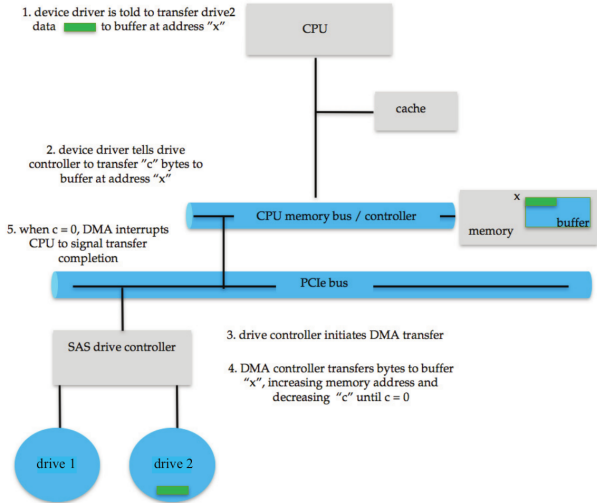 1. device driver is told to transfer drive2
data to buffer at address "x"
CPU
cache
2. device driver tells drive
controller to transfer "c" bytes to
buffer at address "x"
CPU memory bus / controller
x
buffer
memory
5. when c = 0, DMA interrupts
CPU to signal transfer
completion
PCIe bus
3. drive controller initiates DMA transfer
SAS drive controller
4. DMA controller transfers bytes to buffer
"x", increasing memory address and
decreasing "c" until c = 0
drive 1
drive 2